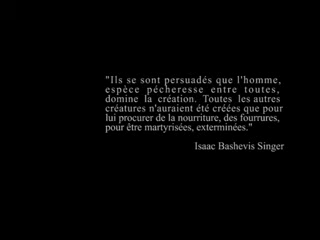 "Ils se sont persuadés que l'homme,
espèce pécheresse entre toutes,
domine la création. Toutes les autres
créatures n'auraient été créées que pour
lui procurer de la nourriture, des fourrures,
pour être martyrisées, exterminées."
Isaac Bashevis Singer